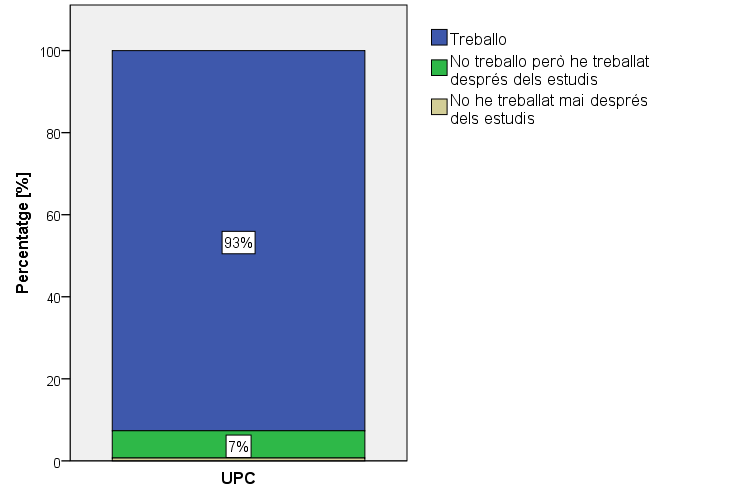 Treballo
No treballo però he treballat
després dels estudis
No he treballat mai després
dels estudis
Percentatge [%]
100
80
60
40
20
0
93%
7%
UPC